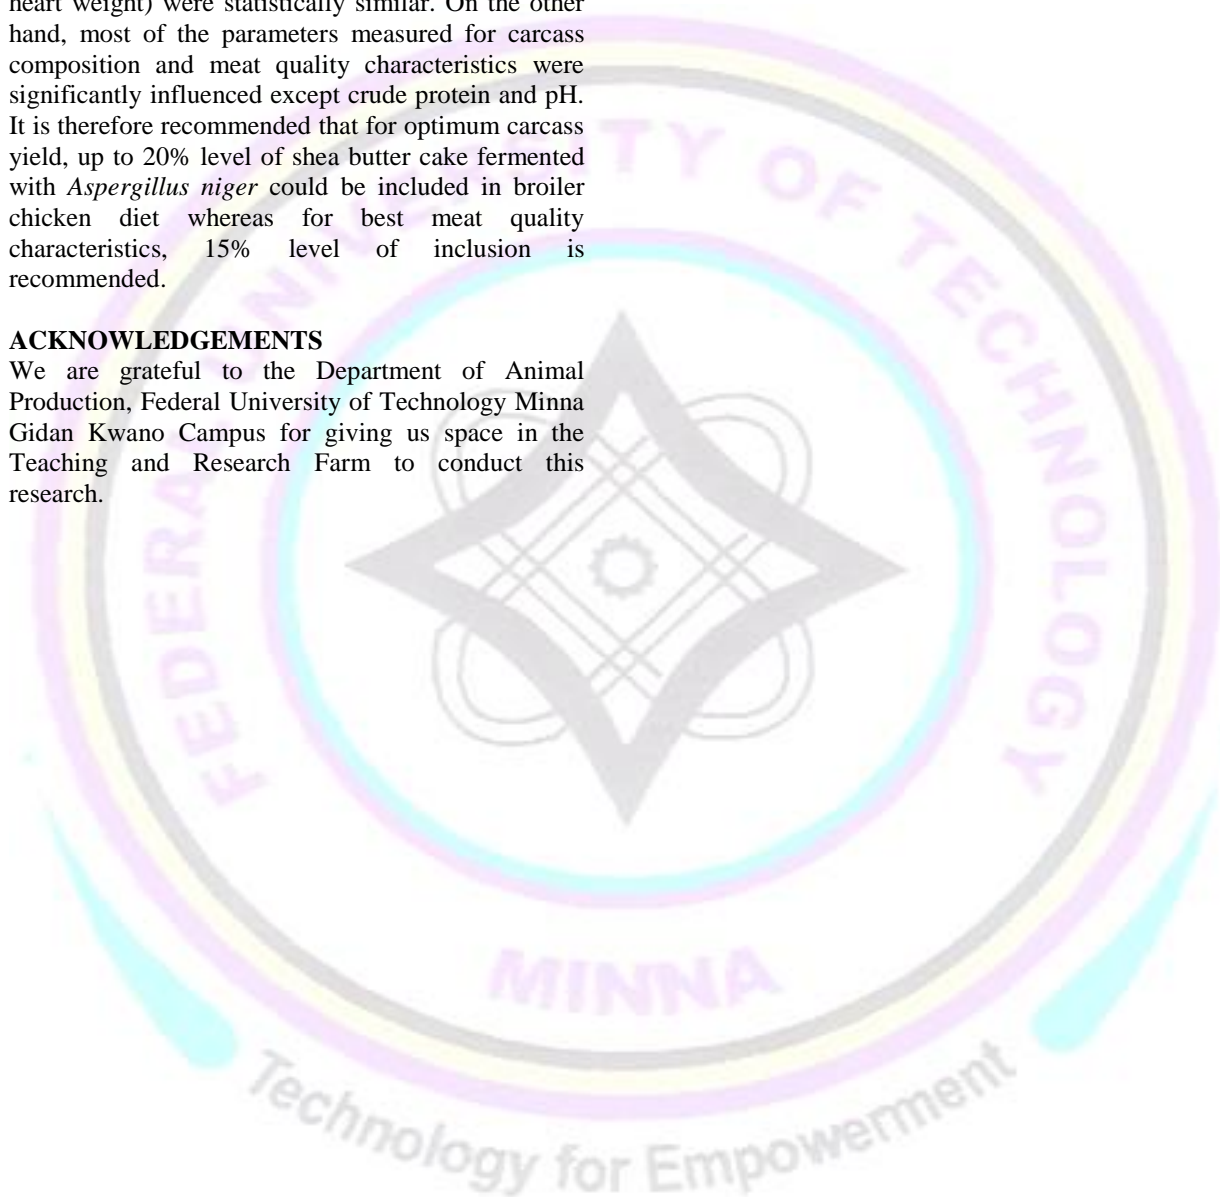 heart weight) were statistically similar. On the other
hand, most of the parameters measured for carcass
composition and meat quality characteristics were
significantly influenced except crude protein and pH.
It is therefore recommended that for optimum carcass
yield, up to 20% level of shea butter cake fermented
with Aspergillus niger could be included in broiler
chicken diet whereas for best meat quality
characteristics, 15% level of inclusion is
recommended.
ACKNOWLEDGEMENTS
We are grateful to the Department of Animal
Production, Federal University of Technology Minna
Gidan Kwano Campus for giving us space in the
Teaching and Research Farm to conduct this
research.
FEDERAL UNIVERSITY OF TECHNOLOGY
MINNA
Technology for Empowerment